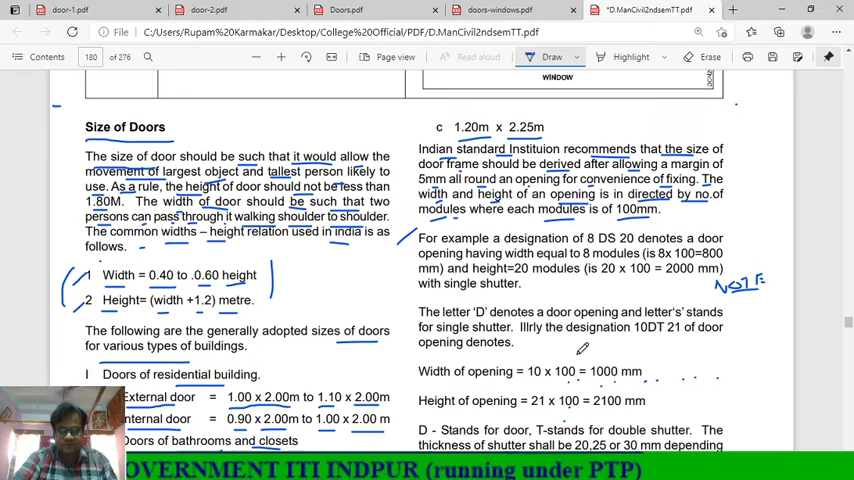 door-1.pdf
door-2.pdf
Doors.pdf
doors-windows.pdf
*D.ManCivil2ndsemTT.pdf
C:/Users/Rupam%20Karmakar/Desktop/College%20Official/PDF/D.ManCivil2ndsemTT.pdf
Contents
180
of 276
Page view
Read aloud
Draw
Highlight
Erase
WINDOW
Size of Doors
The size of door should be such that it would allow the
movement of largest object and tallest person likely to
use. As a rule, the height of door should not be less than
1.80M. The width of door should be such that two
persons can pass through it walking shoulder to shoulder.
The common widths – height relation used in india is as
follows.
1 Width = 0.40 to .0.60 height
2 Height= (width +1.2) metre.
The following are the generally adopted sizes of doors
for various types of buildings.
I Doors of residential building.
External door = 1.00 x 2.00m to 1.10 x 2.00m
nternal door = 0.90 x 2.00m to 1.00 x 2.00 m
Doors of bathrooms and closets
c 1.20m x 2.25m
Indian standard Instituion recommends that the size of
door frame should be derived after allowing a margin of
5mm all round an opening for convenience of fixing. The
width and height of an opening is in directed by no.of
modules where each modules is of 100mm.
For example a designation of 8 DS 20 denotes a door
opening having width equal to 8 modules (is 8x 100=800
mm) and height=20 modules (is 20 x 100 = 2000 mm)
with single shutter.
NOTE
The letter ‘D’ denotes a door opening and letter‘s’ stands
for single shutter. Illrly the designation 10DT 21 of door
opening denotes.
Width of opening = 10 x 100 = 1000 mm
Height of opening = 21 x 100 = 2100 mm
D - Stands for door, T-stands for double shutter. The
thickness of shutter shall be 20,25 or 30 mm depending
OVERNMENT ITI INDPUR (running under PTP)